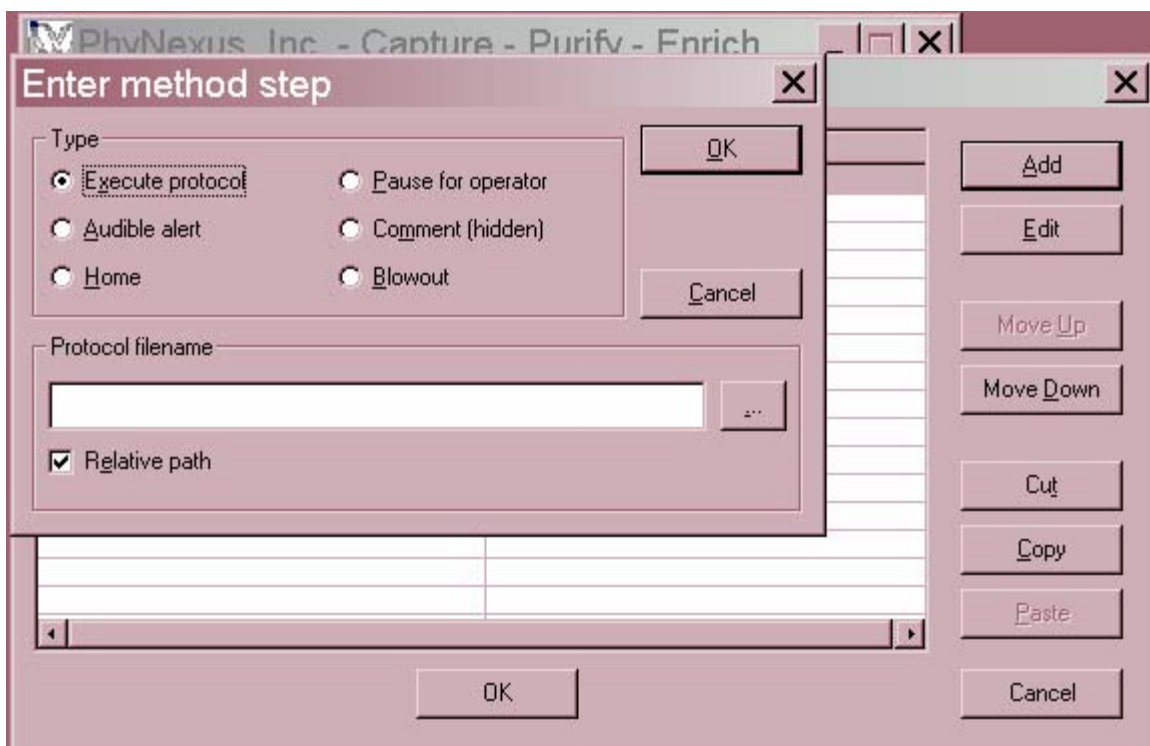 PhyNexus, Inc. - Capture - Purify - Enrich
Enter method step
Type
Execute protocol
Pause for operator
Audible alert
Comment (hidden)
Home
Blowout
OK
Cancel
Protocol filename
...
Relative path
Add
Edit
Move Up
Move Down
Cut
Copy
Paste
OK
Cancel